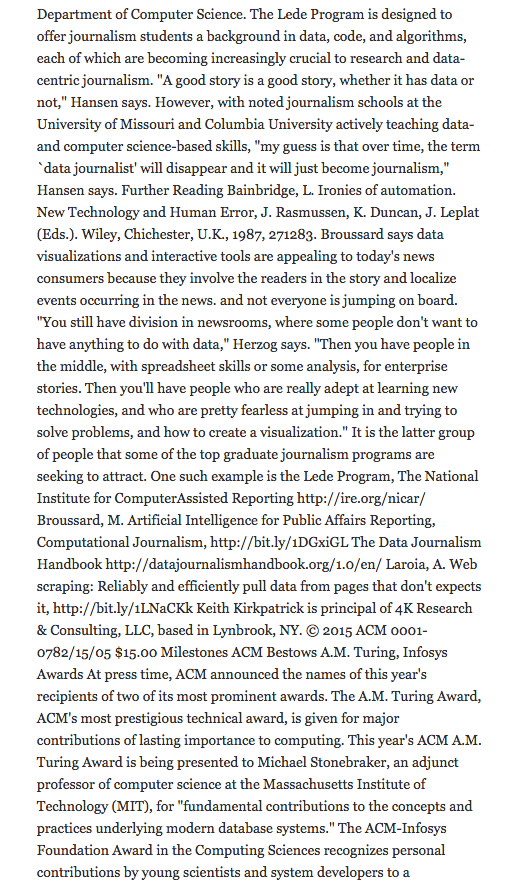 Department of Computer Science. The Lede Program is designed to
offer journalism students a background in data, code, and algorithms,
each of which are becoming increasingly crucial to research and data-
centric journalism. "A good story is a good story, whether it has data or
not," Hansen says. However, with noted journalism schools at the
University of Missouri and Columbia University actively teaching data-
and computer science-based skills, "my guess is that over time, the term
`data journalist' will disappear and it will just become journalism,"
Hansen says. Further Reading Bainbridge, L. Ironies of automation.
New Technology and Human Error, J. Rasmussen, K. Duncan, J. Leplat
(Eds.). Wiley, Chichester, U.K., 1987, 271283. Broussard says data
visualizations and interactive tools are appealing to today's news
consumers because they involve the readers in the story and localize
events occurring in the news. and not everyone is jumping on board.
"You still have division in newsrooms, where some people don't want to
have anything to do with data," Herzog says. "Then you have people in
the middle, with spreadsheet skills or some analysis, for enterprise
stories. Then you'll have people who are really adept at learning new
technologies, and who are pretty fearless at jumping in and trying to
solve problems, and how to create a visualization." It is the latter group
of people that some of the top graduate journalism programs are
seeking to attract. One such example is the Lede Program, The National
Institute for ComputerAssisted Reporting http://ire.org/nicar/
Broussard, M. Artificial Intelligence for Public Affairs Reporting,
Computational Journalism, http://bit.ly/1DGxiGL The Data Journalism
Handbook http://datajournalismhandbook.org/1.0/en/ Laroia, A. Web
scraping: Reliably and efficiently pull data from pages that don't expects
it, http://bit.ly/1LNaCKk Keith Kirkpatrick is principal of 4K Research
& Consulting, LLC, based in Lynbrook, NY. © 2015 ACM 0001-
0782/15/05 $15.00 Milestones ACM Bestows A.M. Turing, Infosys
Awards At press time, ACM announced the names of this year's
recipients of two of its most prominent awards. The A.M. Turing Award,
ACM's most prestigious technical award, is given for major
contributions of lasting importance to computing. This year's ACM A.M.
Turing Award is being presented to Michael Stonebraker, an adjunct
professor of computer science at the Massachusetts Institute of
Technology (MIT), for "fundamental contributions to the concepts and
practices underlying modern database systems." The ACM-Infosys
Foundation Award in the Computing Sciences recognizes personal
contributions by young scientists and system developers to a